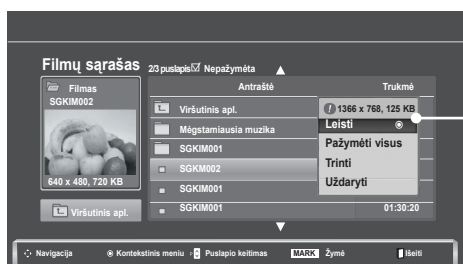 Filmų sąrašas 2/3 puslapis Nepažymėta
Filmas
SGKIM002
640 x 480, 720 KB
Viršutinis apl.
Antraštė Trukmė
Viršutinis apl.
Mėgstamiausia muzika
SGKIM001
SGKM002
SGKIM001
SGKIM001 01:30:20
1366 x 768, 125 KB
Leisti
Pažymėti visus
Trinti
Uždaryti
Navigacija Kontekstinis meniu Puslapio keitimas MARK Žymė Išeiti